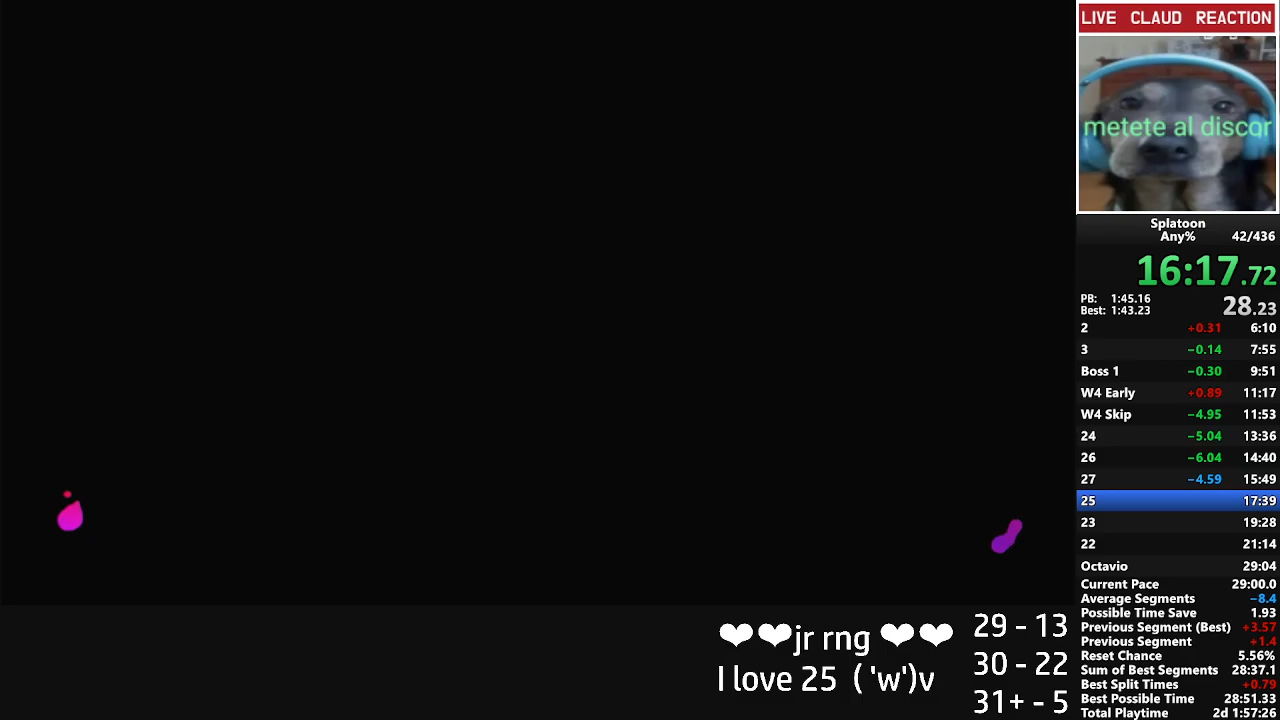 LIVE CLAUD REACTION
metete al discor
Splatoon
Any% 42/436
16:17.72
PB: 1:45.16
Best: 1:43.23
28.23
2 +0.31 6:10
3 −0.14 7:55
Boss 1 −0.30 9:51
W4 Early +0.89 11:17
W4 Skip −4.95 11:53
24 −5.04 13:36
26 −6.04 14:40
27 −4.59 15:49
25 17:39
23 19:28
22 21:14
Octavio 29:04
Current Pace 29:00.0
Average Segments −8.4
Possible Time Save 1.93
Previous Segment (Best) +3.57
Previous Segment +1.4
Reset Chance 5.56%
Sum of Best Segments 28:37.1
Best Split Times +0.79
Best Possible Time 28:51.33
Total Playtime 2d 1:57:26
❤❤jr rng ❤❤
I love 25 ( 'w')v
29 - 13
30 - 22
31+ - 5